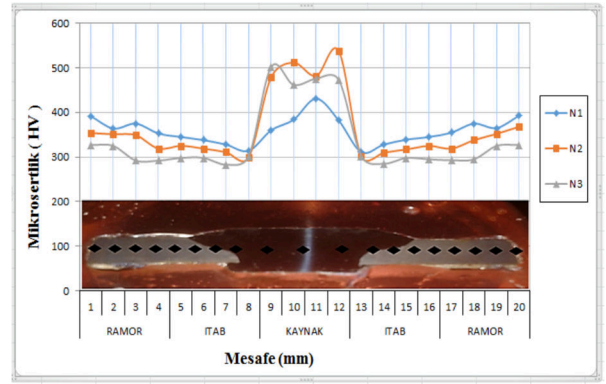 600
500
400
300
200
100
0
Mikrosertlik ( HV )
N1
N2
N3
1 2 3 4 5 6 7 8 9 10 11 12 13 14 15 16 17 18 19 20
RAMOR ITAB KAYNAK ITAB RAMOR
Mesafe (mm)